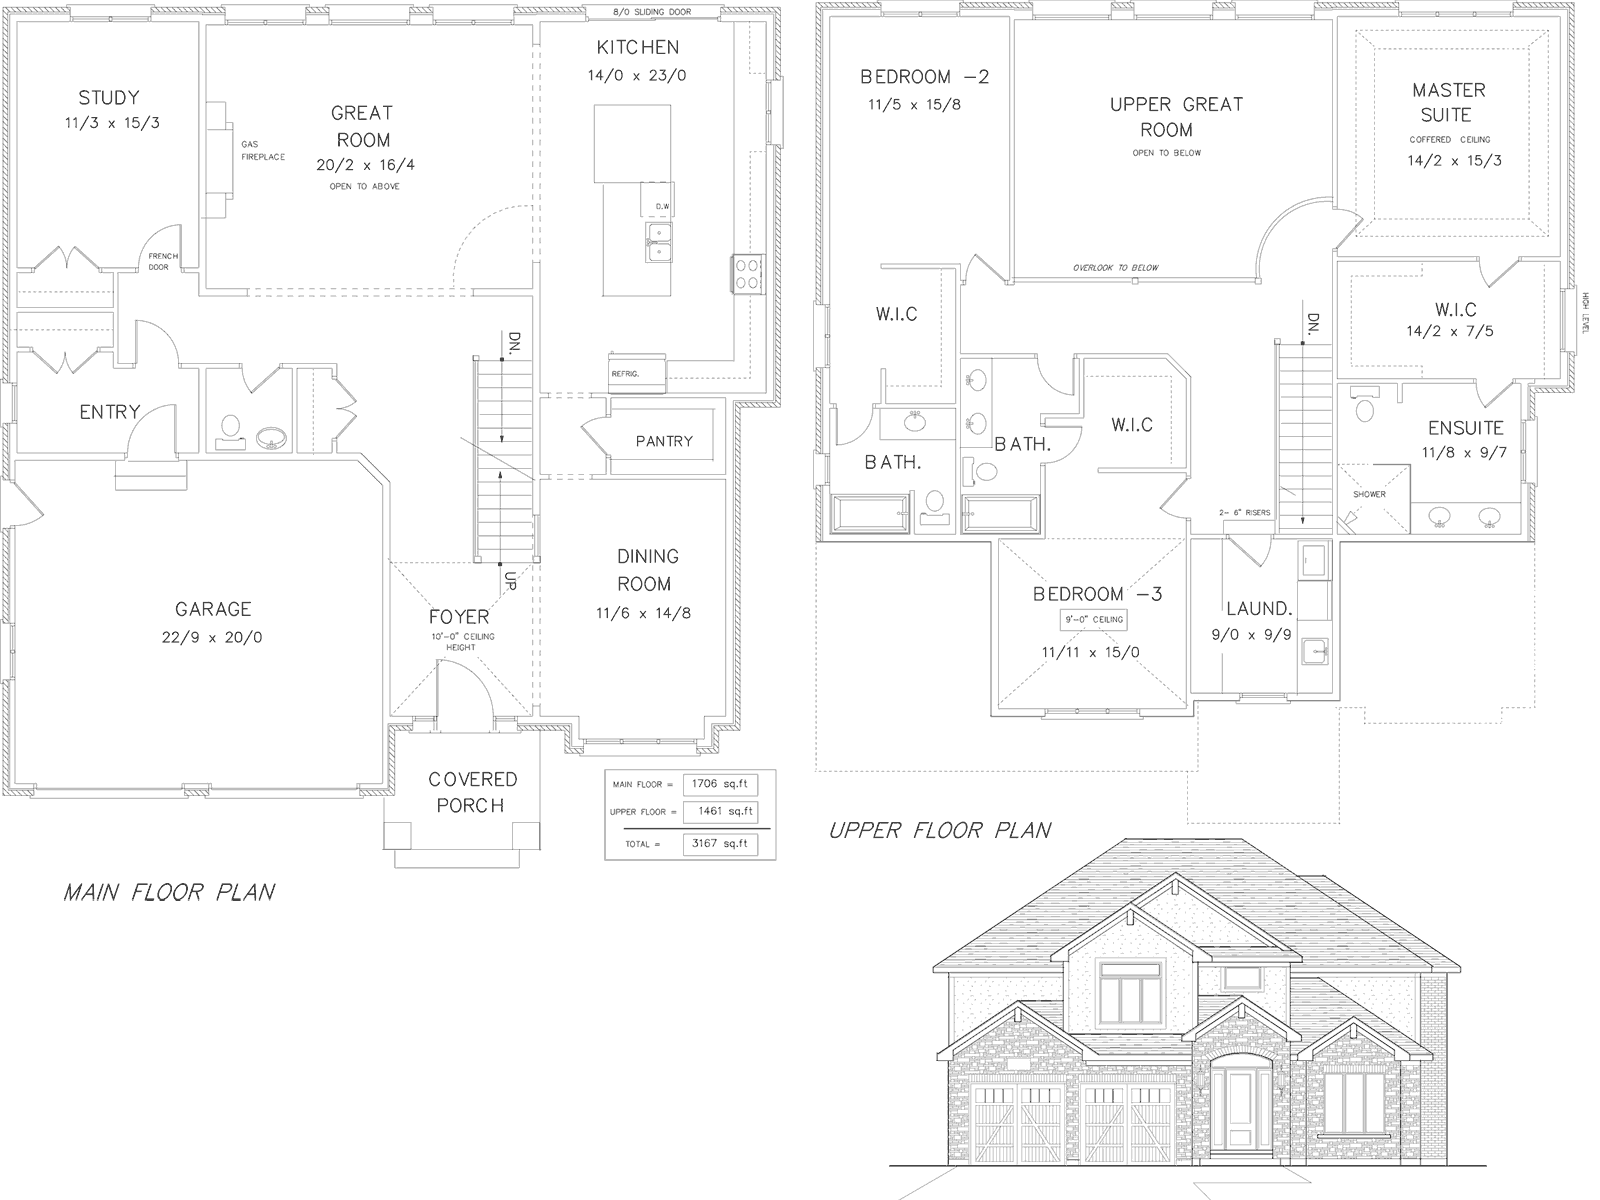 8/0 SLIDING DOOR
STUDY
11/3 x 15/3
GREAT
ROOM
20/2 x 16/4
OPEN TO ABOVE
GAS
FIREPLACE
KITCHEN
14/0 x 23/0
D.W
FRENCH
DOOR
DN.
REFRIG.
ENTRY
PANTRY
UP
DINING
ROOM
11/6 x 14/8
GARAGE
22/9 x 20/0
FOYER
10'-0" CEILING
HEIGHT
COVERED
PORCH
MAIN FLOOR = 1706 sq.ft
UPPER FLOOR = 1461 sq.ft
TOTAL = 3167 sq.ft
MAIN FLOOR PLAN
BEDROOM -2
11/5 x 15/8
UPPER GREAT
ROOM
OPEN TO BELOW
MASTER
SUITE
COFFERED CEILING
14/2 x 15/3
OVERLOOK TO BELOW
W.I.C
DN.
W.I.C
14/2 x 7/5
HIGH LEVEL
W.I.C
BATH.
BATH.
ENSUITE
11/8 x 9/7
SHOWER
2- 6" RISERS
BEDROOM -3
9'-0" CEILING
11/11 x 15/0
LAUND.
9/0 x 9/9
UPPER FLOOR PLAN